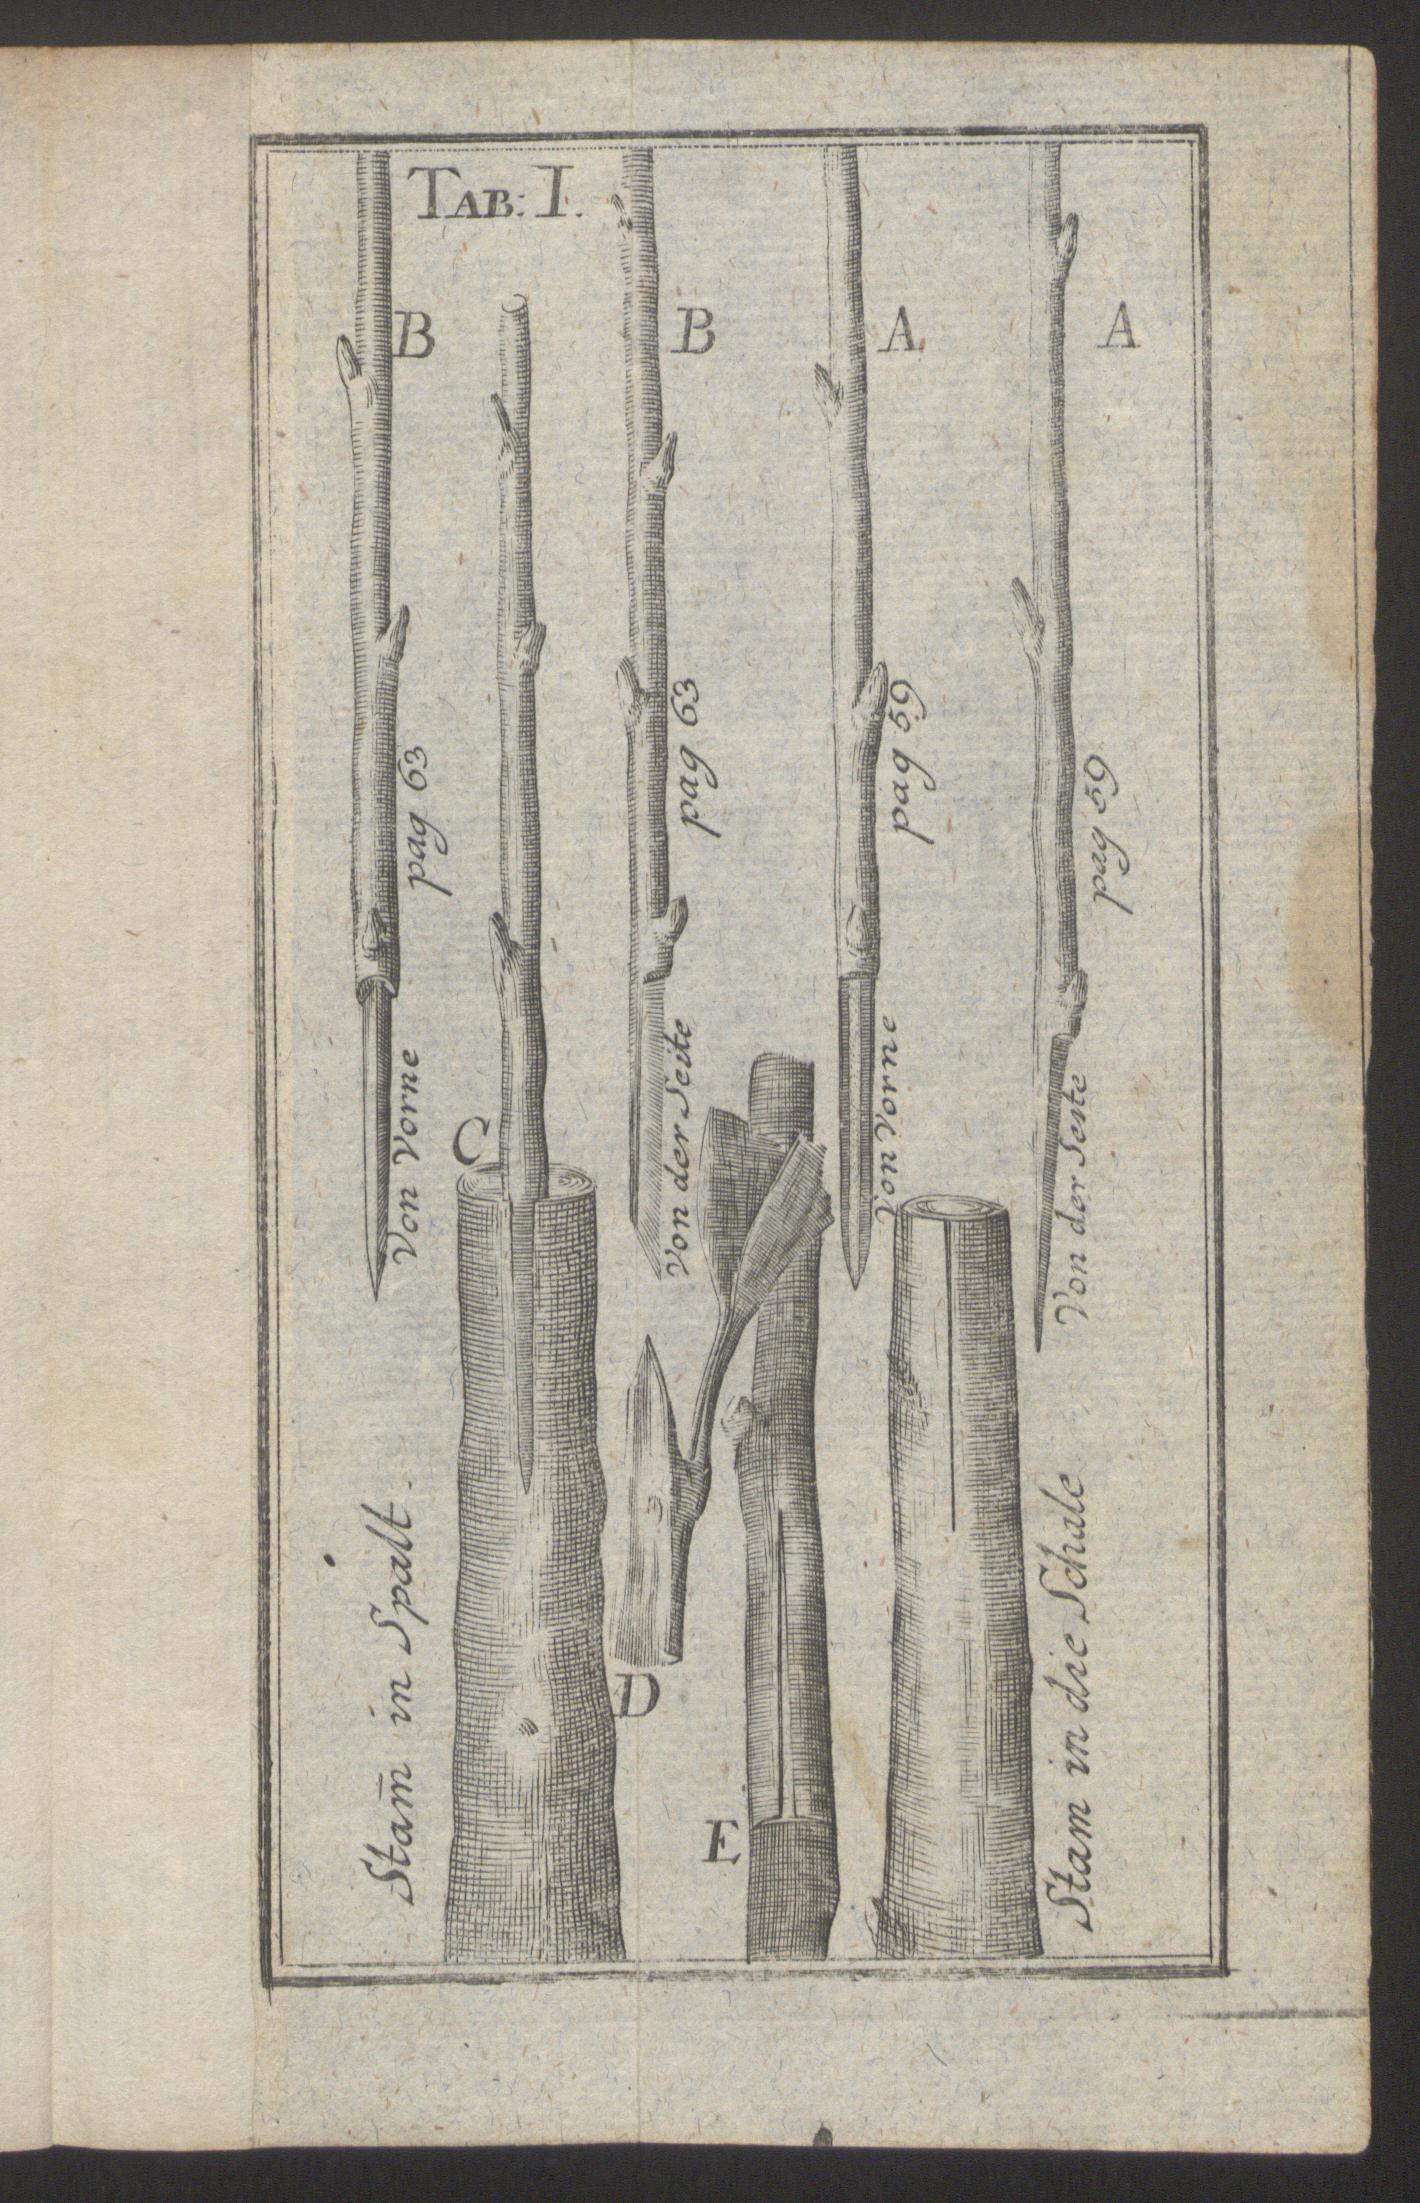 TAB: I.
B
B
A
A
pag 63
pag 63
pag 59
pag 59
Von Vorne
Von der Seite
Von Vorne
Von der Seite
C
Stam̄ in Spalt.
D
E
Stam in die Schale